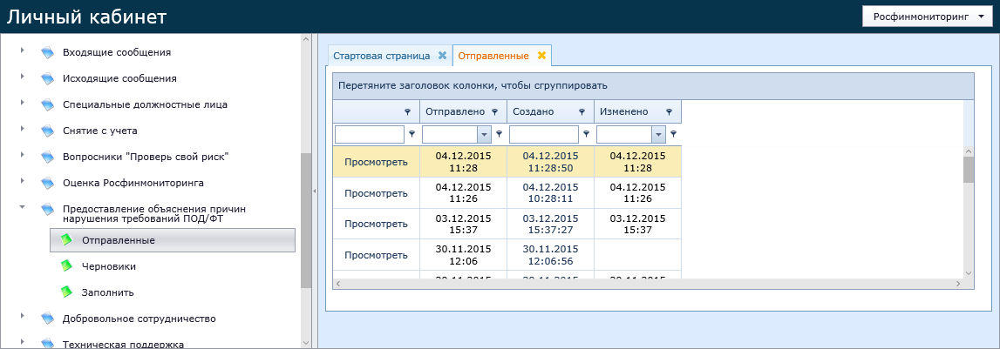 Личный кабинет
Росфинмониторинг
Входящие сообщения
Исходящие сообщения
Специальные должностные лица
Снятие с учета
Вопросники "Проверь свой риск"
Оценка Росфинмониторинга
Предоставление объяснения причин
нарушения требований ПОД/ФТ
Отправленные
Черновики
Заполнить
Добровольное сотрудничество
Техническая поддержка
Стартовая страница Отправленные
Перетяните заголовок колонки, чтобы сгруппировать
Отправлено Создано Изменено
Просмотреть 04.12.2015 11:28 04.12.2015 11:28:50 04.12.2015 11:28
Просмотреть 04.12.2015 11:26 04.12.2015 10:28:11 04.12.2015 11:26
Просмотреть 03.12.2015 15:37 03.12.2015 15:37:27 03.12.2015 15:37
Просмотреть 30.11.2015 12:06 30.11.2015 12:06:56